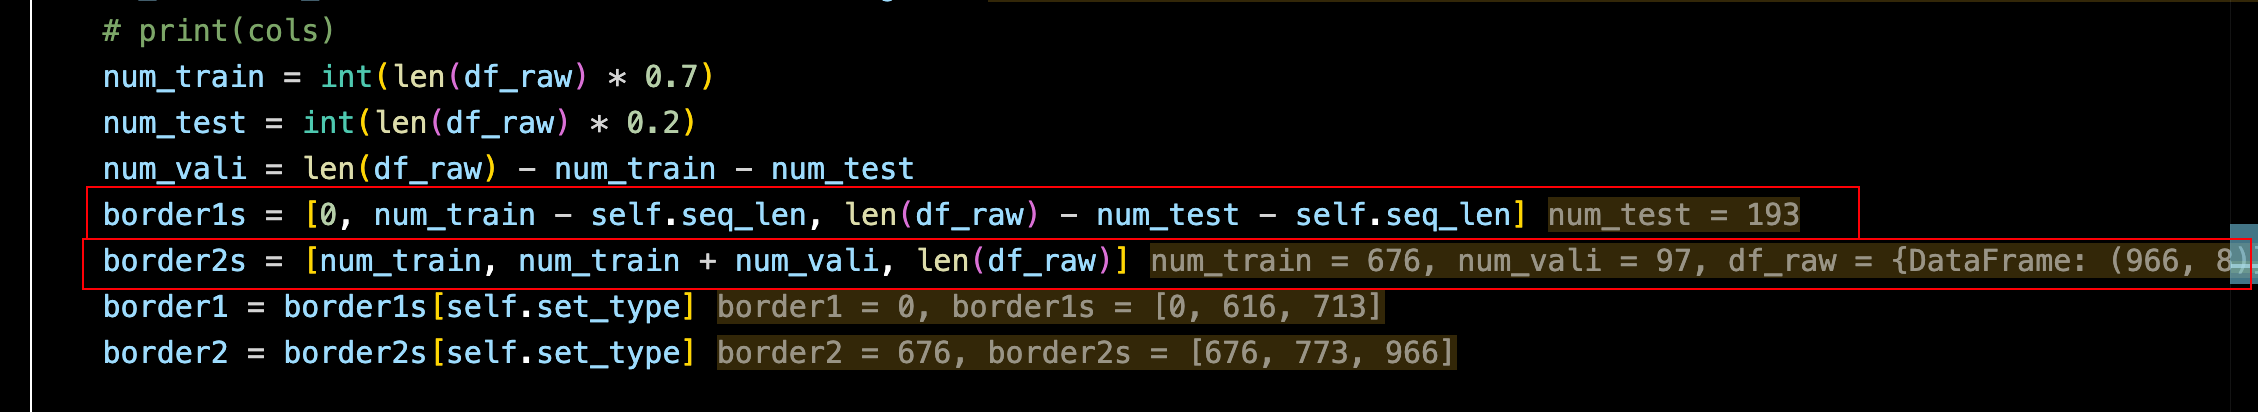 # print(cols)
num_train = int(len(df_raw) * 0.7)
num_test = int(len(df_raw) * 0.2)
num_vali = len(df_raw) - num_train - num_test
border1s = [0, num_train - self.seq_len, len(df_raw) - num_test - self.seq_len] num_test = 193
border2s = [num_train, num_train + num_vali, len(df_raw)] num_train = 676, num_vali = 97, df_raw = {DataFrame: (966, 8)
border1 = border1s[self.set_type] border1 = 0, border1s = [0, 616, 713]
border2 = border2s[self.set_type] border2 = 676, border2s = [676, 773, 966]